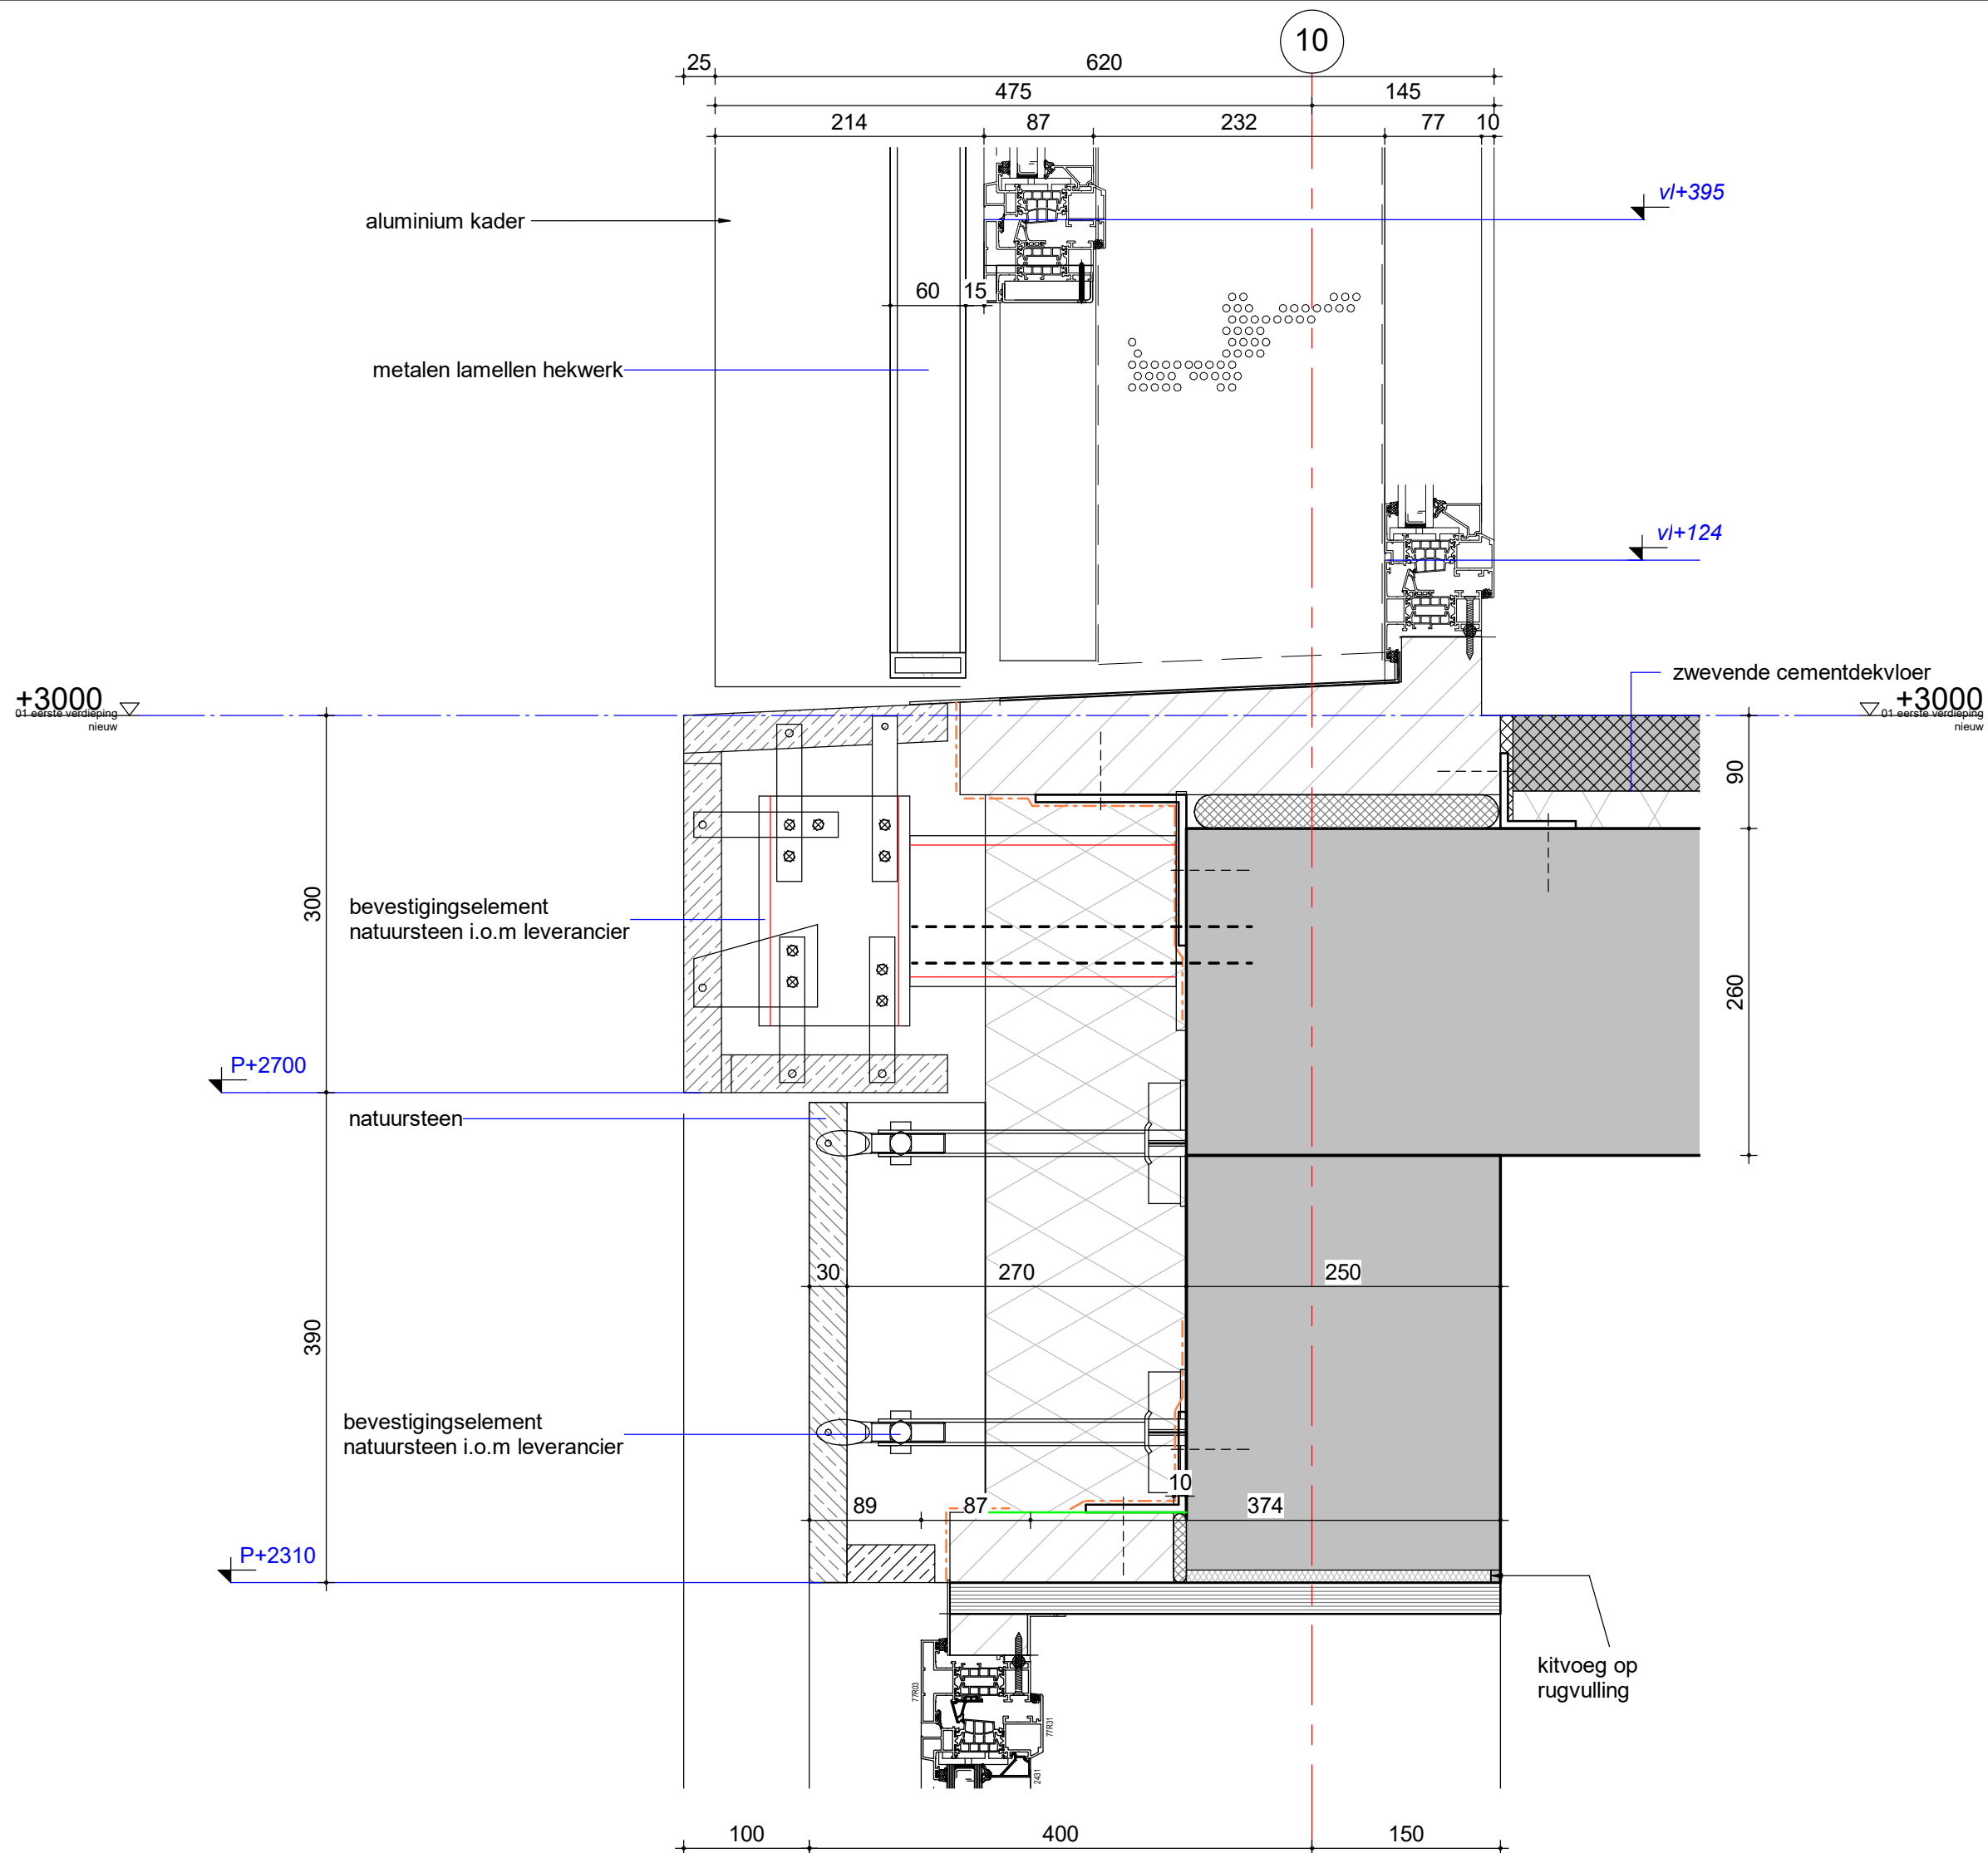 10
25
620
475
145
214
87
232
77
10
vl+395
aluminium kader
60
15
metalen lamellen hekwerk
vl+124
zwevende cementdekvloer
+3000
01 eerste verdieping
nieuw
+3000
01 eerste verdieping
nieuw
90
300
bevestigingselement
natuursteen i.o.m leverancier
260
P+2700
natuursteen
30
270
250
390
bevestigingselement
natuursteen i.o.m leverancier
10
89
87
374
P+2310
kitvoeg op
rugvulling
77R03
77R31
2431
100
400
150